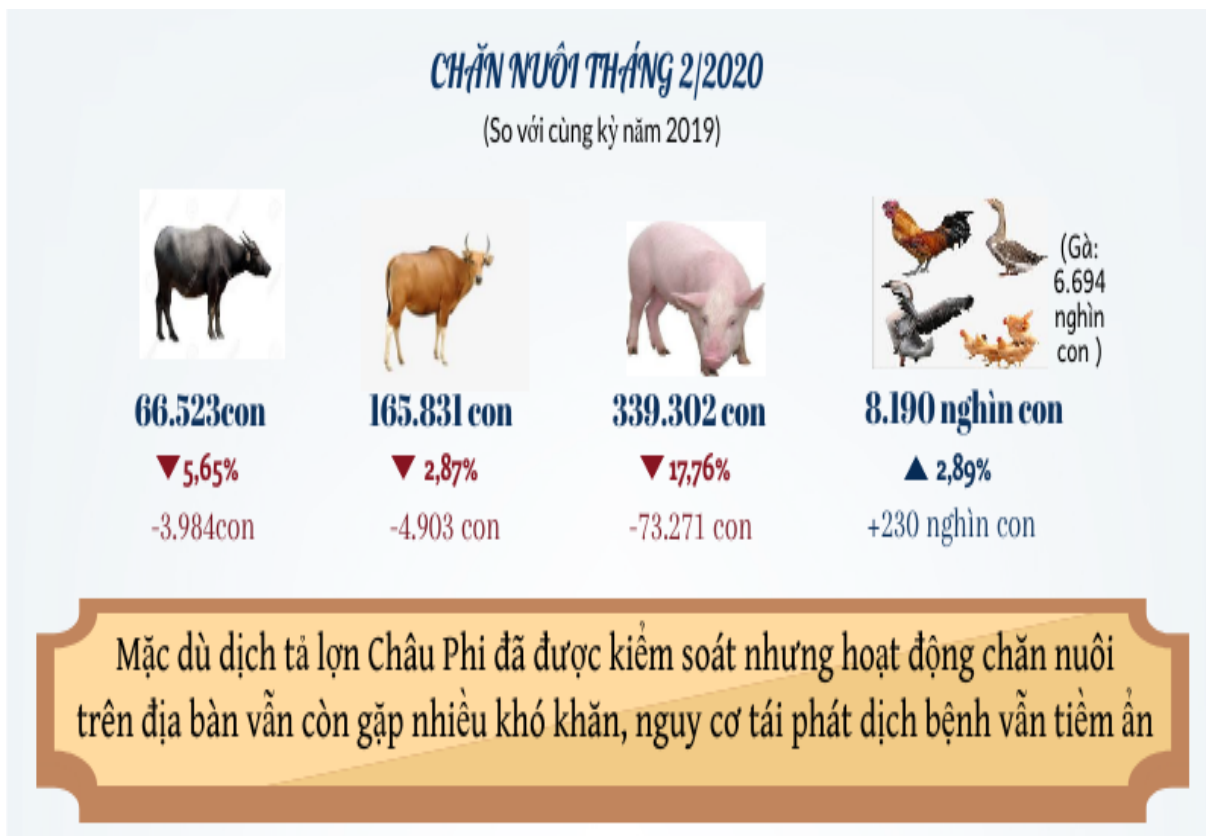 CHĂN NUÔI THÁNG 2/2020
(So với cùng kỳ năm 2019)
(Gà:
6.694
nghìn
con )
66.523con
165.831 con
339.302 con
8.190 nghìn con
▼5,65%
▼ 2,87%
▼ 17,76%
▲ 2,89%
-3.984con
-4.903 con
-73.271 con
+230 nghìn con
Mặc dù dịch tả lợn Châu Phi đã được kiểm soát nhưng hoạt động chăn nuôi
trên địa bàn vẫn còn gặp nhiều khó khăn, nguy cơ tái phát dịch bệnh vẫn tiềm ẩn